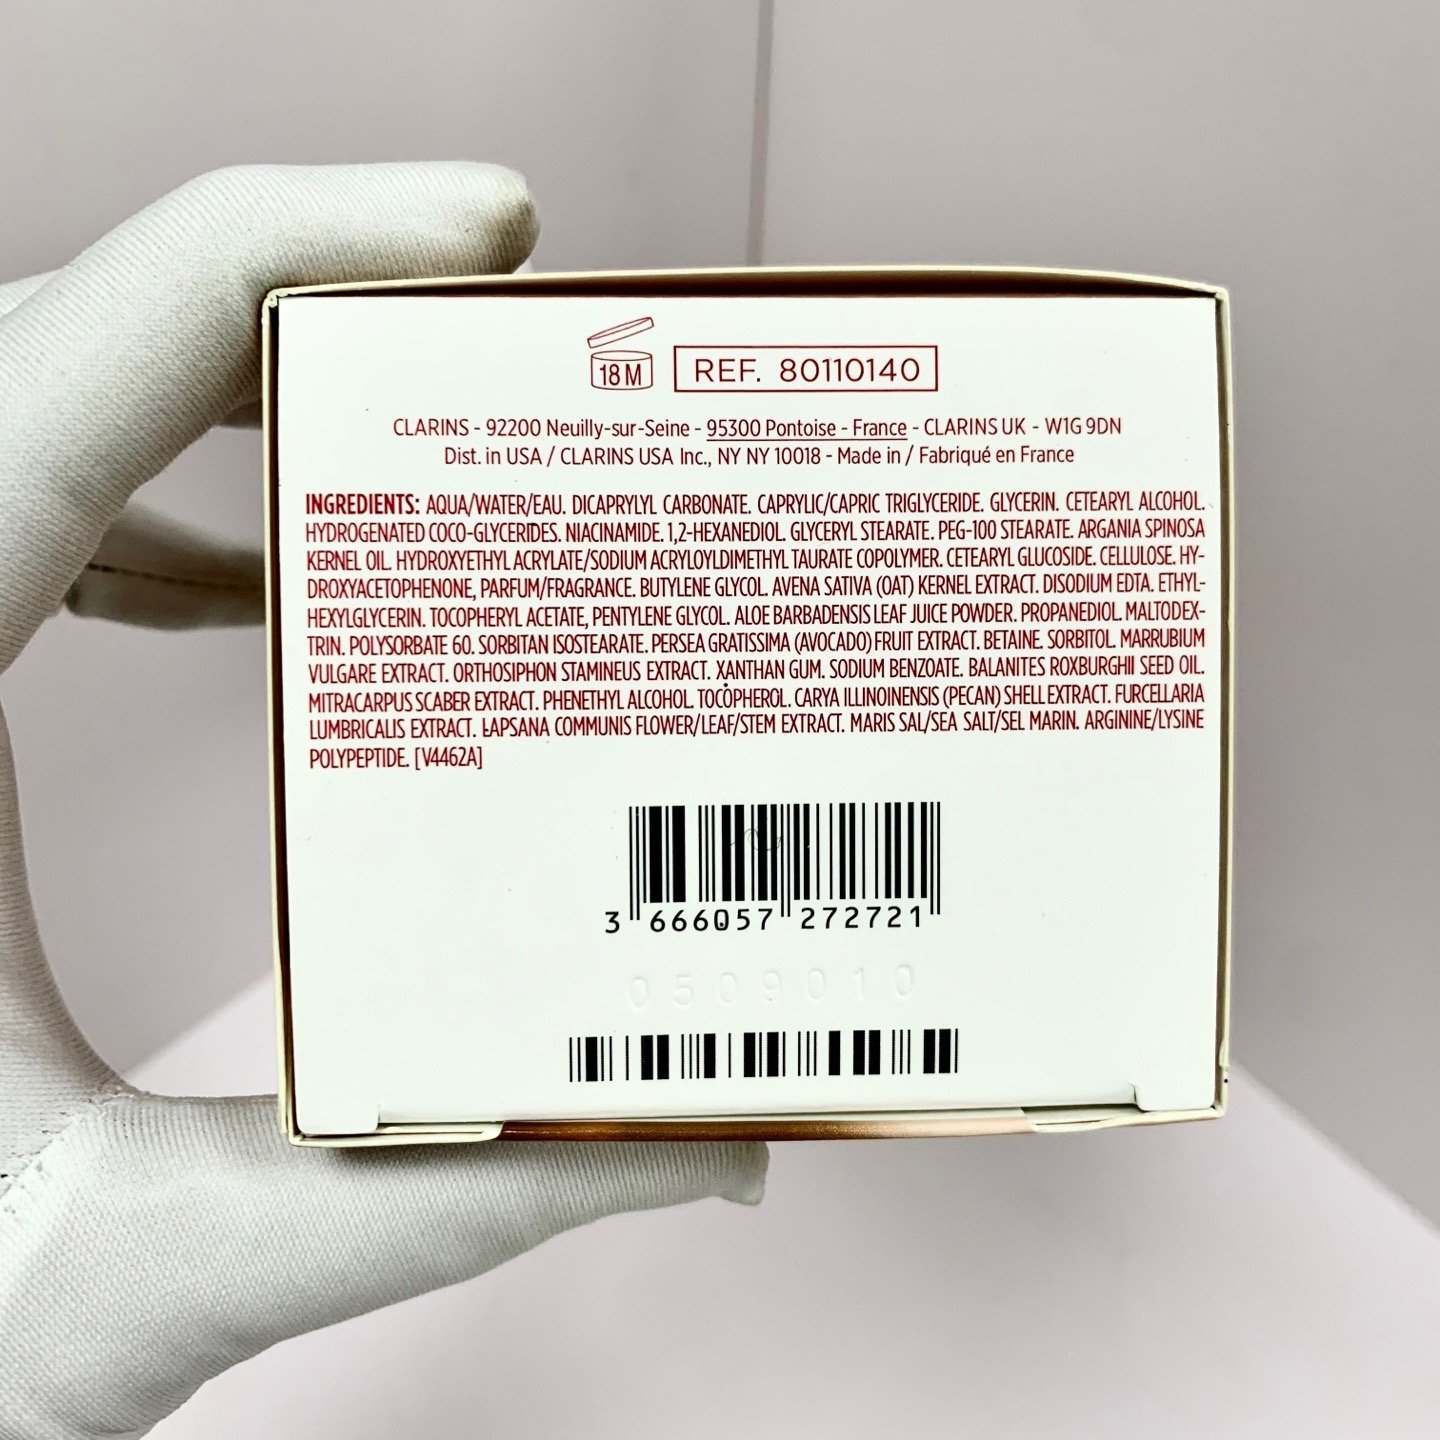 18M
REF. 80110140
CLARINS - 92200 Neuilly-sur-Seine - 95300 Pontoise - France - CLARINS UK - W1G 9DN
Dist. in USA / CLARINS USA Inc., NY NY 10018 - Made in / Fabriqué en France
INGREDIENTS: AQUA/WATER/EAU. DICAPRYLYL CARBONATE. CAPRYLIC/CAPRIC TRIGLYCERIDE. GLYCERIN. CETEARYL ALCOHOL.
HYDROGENATED COCO-GLYCERIDES. NIACINAMIDE. 1,2-HEXANEDIOL. GLYCERYL STEARATE. PEG-100 STEARATE. ARGANIA SPINOSA
KERNEL OIL. HYDROXYETHYL ACRYLATE/SODIUM ACRYLOYLDIMETHYL TAURATE COPOLYMER. CETEARYL GLUCOSIDE. CELLULOSE. HY-
DROXYACETOPHENONE, PARFUM/FRAGRANCE. BUTYLENE GLYCOL. AVENA SATIVA (OAT) KERNEL EXTRACT. DISODIUM EDTA. ETHYL-
HEXYLGLYCERIN. TOCOPHERYL ACETATE, PENTYLENE GLYCOL. ALOE BARBADENSIS LEAF JUICE POWDER. PROPANEDIOL. MALTODEX-
TRIN. POLYSORBATE 60. SORBITAN ISOSTEARATE. PERSEA GRATISSIMA (AVOCADO) FRUIT EXTRACT. BETAINE. SORBITOL. MARRUBIUM
VULGARE EXTRACT. ORTHOSIPHON STAMINEUS EXTRACT. XANTHAN GUM. SODIUM BENZOATE. BALANITES ROXBURGHII SEED OIL.
MITRACARPUS SCABER EXTRACT. PHENETHYL ALCOHOL. TOCOPHEROL. CARYA ILLINOINENSIS (PECAN) SHELL EXTRACT. FURCELLARIA
LUMBRICALIS EXTRACT. LAPSANA COMMUNIS FLOWER/LEAF/STEM EXTRACT. MARIS SAL/SEA SALT/SEL MARIN. ARGININE/LYSINE
POLYPEPTIDE. [V4462A]
3 666057 272721
0509010